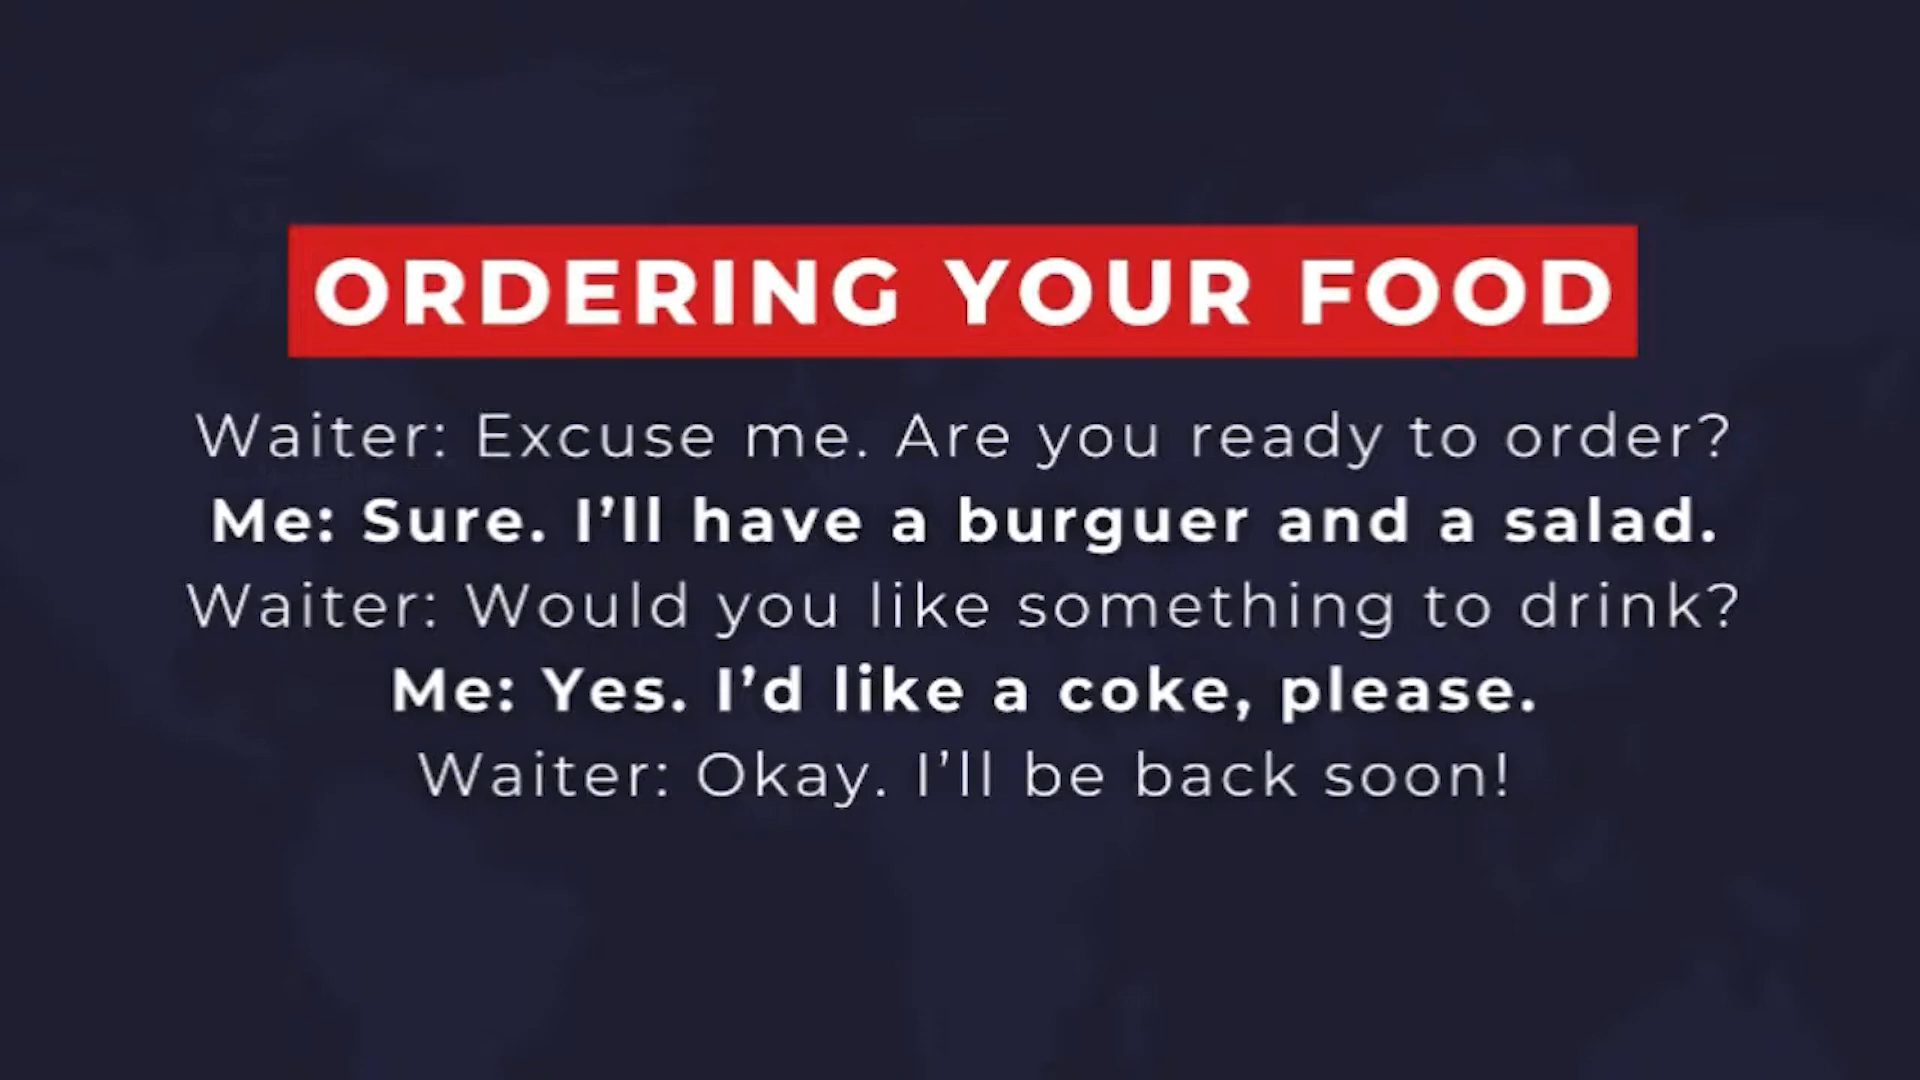 ORDERING YOUR FOOD
Waiter: Excuse me. Are you ready to order?
Me: Sure. I’ll have a burguer and a salad.
Waiter: Would you like something to drink?
Me: Yes. I’d like a coke, please.
Waiter: Okay. I’ll be back soon!